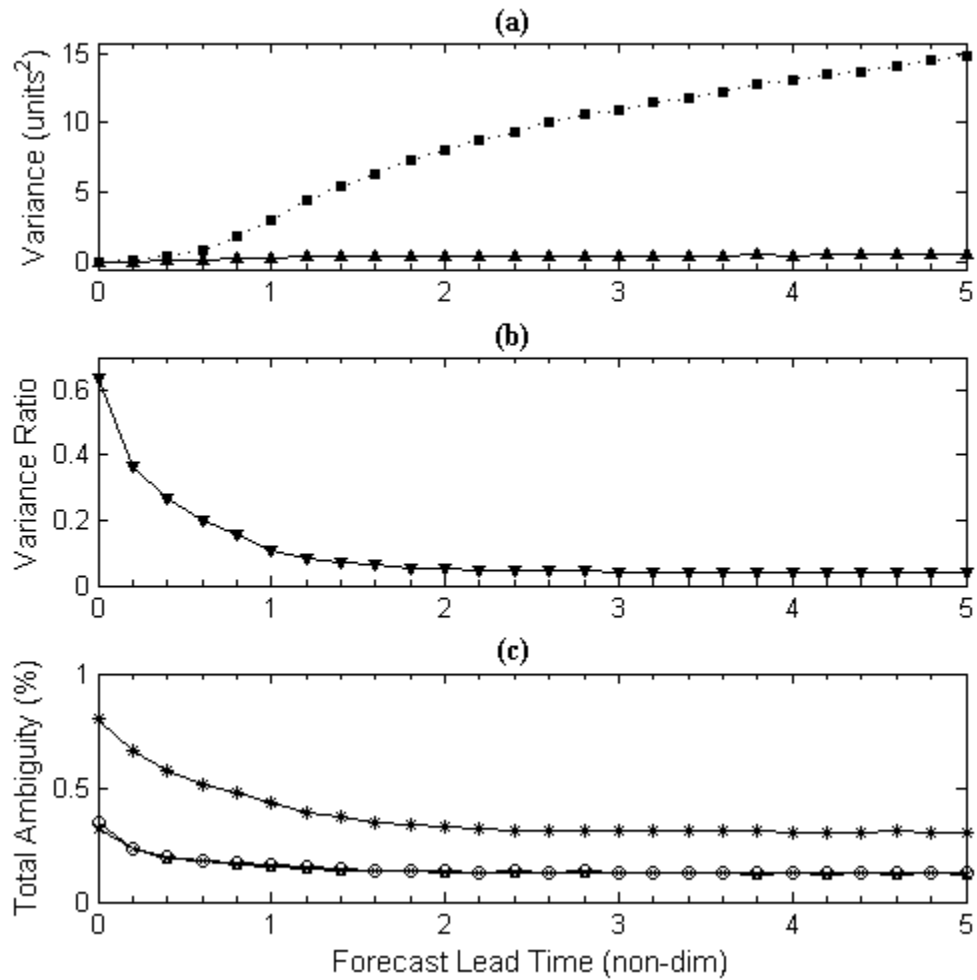 (a)
Variance (units²)
15
10
5
0
0 1 2 3 4 5
(b)
Variance Ratio
0.6
0.4
0.2
0
0 1 2 3 4 5
(c)
Total Ambiguity (%)
1
0.5
0
0 1 2 3 4 5
Forecast Lead Time (non-dim)